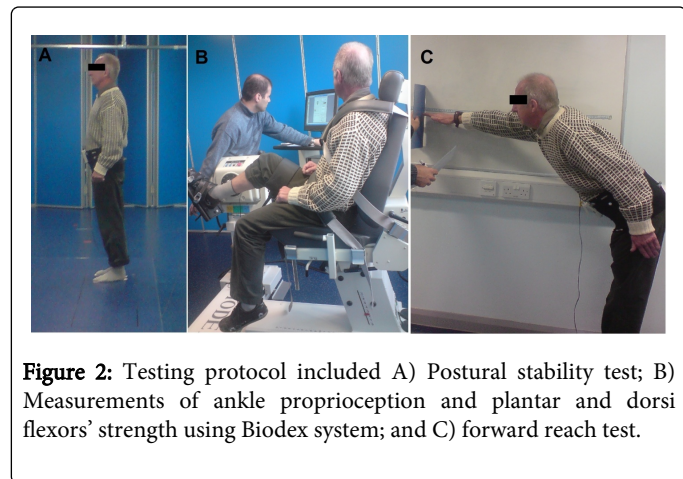 A
B
C
BIODE
Figure 2: Testing protocol included A) Postural stability test; B)
Measurements of ankle proprioception and plantar and dorsi
flexors' strength using Biodex system; and C) forward reach test.